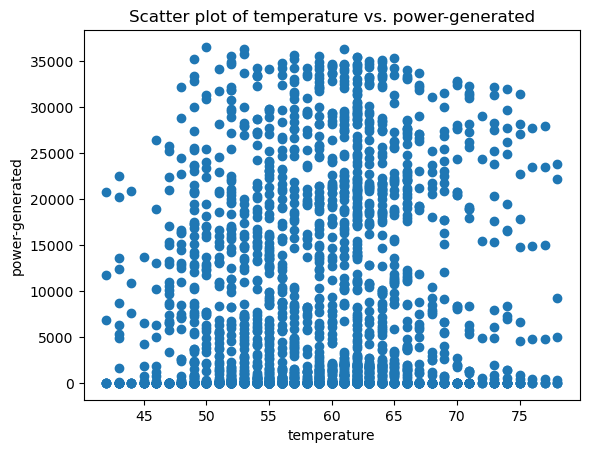 Scatter plot of temperature vs. power-generated
35000
30000
25000
20000
15000
10000
5000
0
power-generated
45 50 55 60 65 70 75
temperature